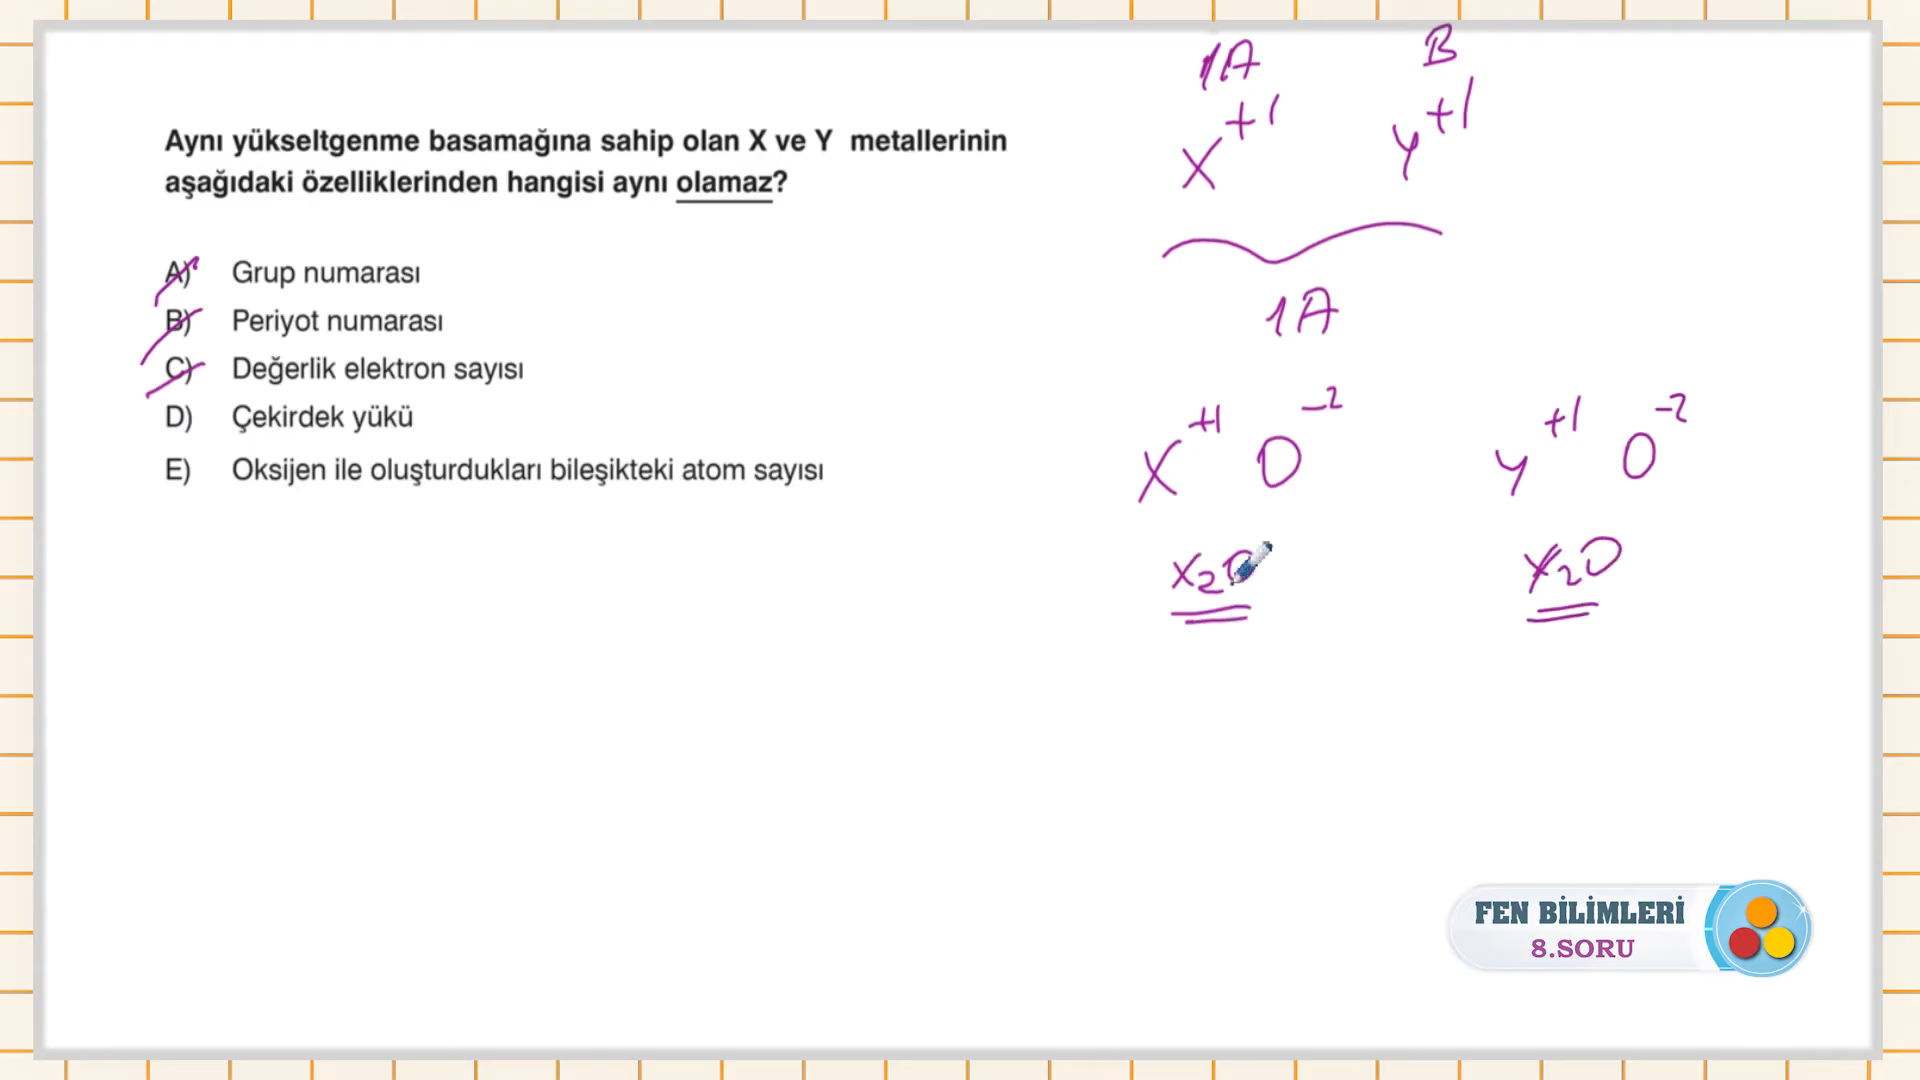 Aynı yükseltgenme basamağına sahip olan X ve Y metallerinin
aşağıdaki özelliklerinden hangisi aynı olamaz?
A) Grup numarası
B) Periyot numarası
C) Değerlik elektron sayısı
D) Çekirdek yükü
E) Oksijen ile oluşturdukları bileşikteki atom sayısı
1A B
X+1 Y+1
1A
X+1 O-2 Y+1 O-2
X2O X2O
FEN BİLİMLERİ
8.SORU